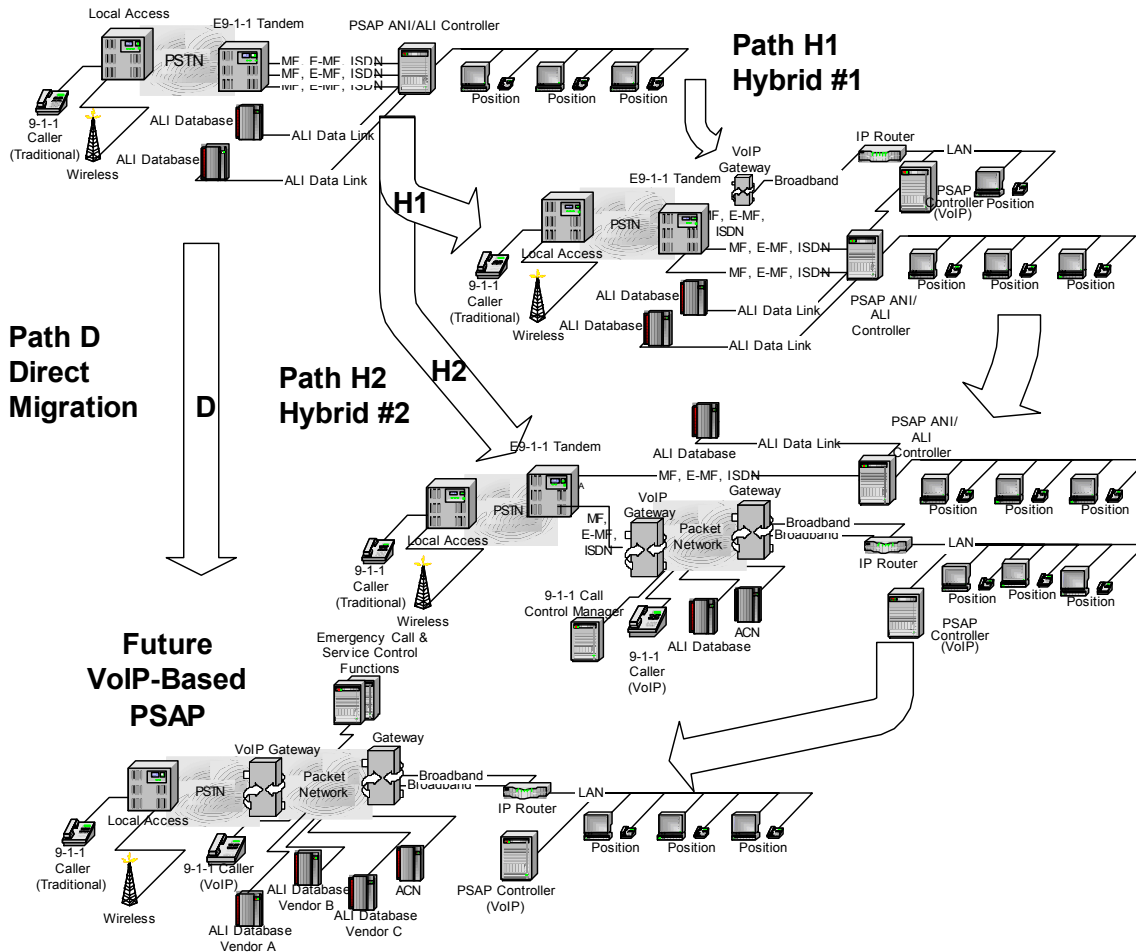 Local Access
E9-1-1 Tandem
PSAP ANI/ALI Controller
PSTN
MF, E-MF, ISDN
MF, E-MF, ISDN
MF, E-MF, ISDN
Position
Position
Position
9-1-1
Caller
(Traditional)
Wireless
ALI Database
ALI Database
ALI Data Link
ALI Data Link
Path H1
Hybrid #1
H1
VoIP
Gateway
Broadband
IP Router
LAN
PSAP
Controller
(VoIP)
Position
E9-1-1 Tandem
PSTN
Local Access
MF, E-MF,
ISDN
MF, E-MF, ISDN
MF, E-MF, ISDN
9-1-1
Caller
(Traditional)
Wireless
ALI Database
ALI Database
ALI Data Link
ALI Data Link
PSAP ANI/
ALI
Controller
Position
Position
Position
Path D
Direct
Migration
D
Path H2
Hybrid #2
H2
E9-1-1 Tandem
A
PSTN
Local Access
9-1-1
Caller
(Traditional)
Wireless
ALI Database
ALI Data Link
PSAP ANI/
ALI
Controller
MF, E-MF, ISDN
MF,
E-MF,
ISDN
VoIP
Gateway
Packet
Network
Gateway
Broadband
Broadband
IP Router
LAN
Position
Position
Position
Position
Position
Position
PSAP
Controller
(VoIP)
9-1-1 Call
Control Manager
9-1-1
Caller
(VoIP)
ALI Database
ACN
Future
VoIP-Based
PSAP
Emergency Call &
Service Control
Functions
VoIP Gateway
Gateway
PSTN
Packet
Network
Local Access
Broadband
Broadband
IP Router
LAN
Position
Position
Position
PSAP Controller
(VoIP)
9-1-1
Caller
(Traditional)
Wireless
9-1-1 Caller
(VoIP)
ALI Database
Vendor A
ALI Database
Vendor B
ALI Database
Vendor C
ACN